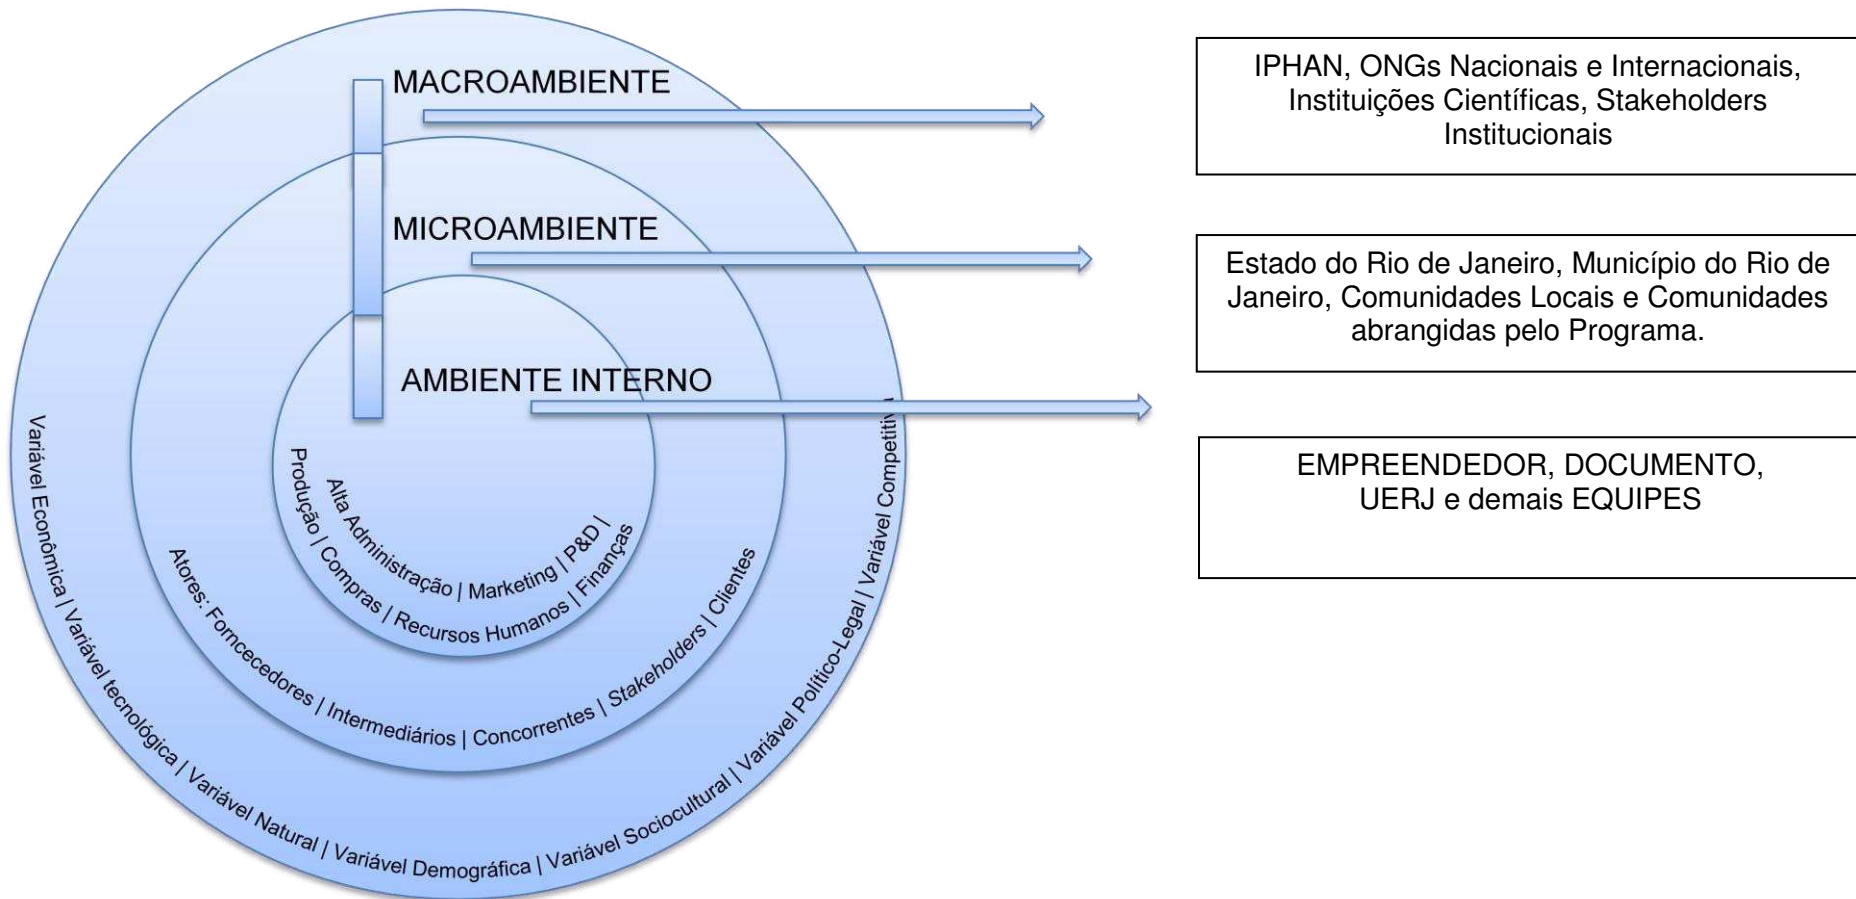 MACROAMBIENTE
IPHAN, ONGs Nacionais e Internacionais,
Instituições Científicas, Stakeholders
Institucionais
MICROAMBIENTE
Estado do Rio de Janeiro, Município do Rio de
Janeiro, Comunidades Locais e Comunidades
abrangidas pelo Programa.
AMBIENTE INTERNO
EMPREENDEDOR, DOCUMENTO,
UERJ e demais EQUIPES
Alta Administração | Marketing | P&D |
Produção | Compras | Recursos Humanos | Finanças
Atores: Forncecedores | Intermediários | Concorrentes | Stakeholders | Clientes
Variável Econômica | Variável tecnológica | Variável Natural | Variável Demográfica | Variável Sociocultural | Variável Político-Legal | Variável Competitiva